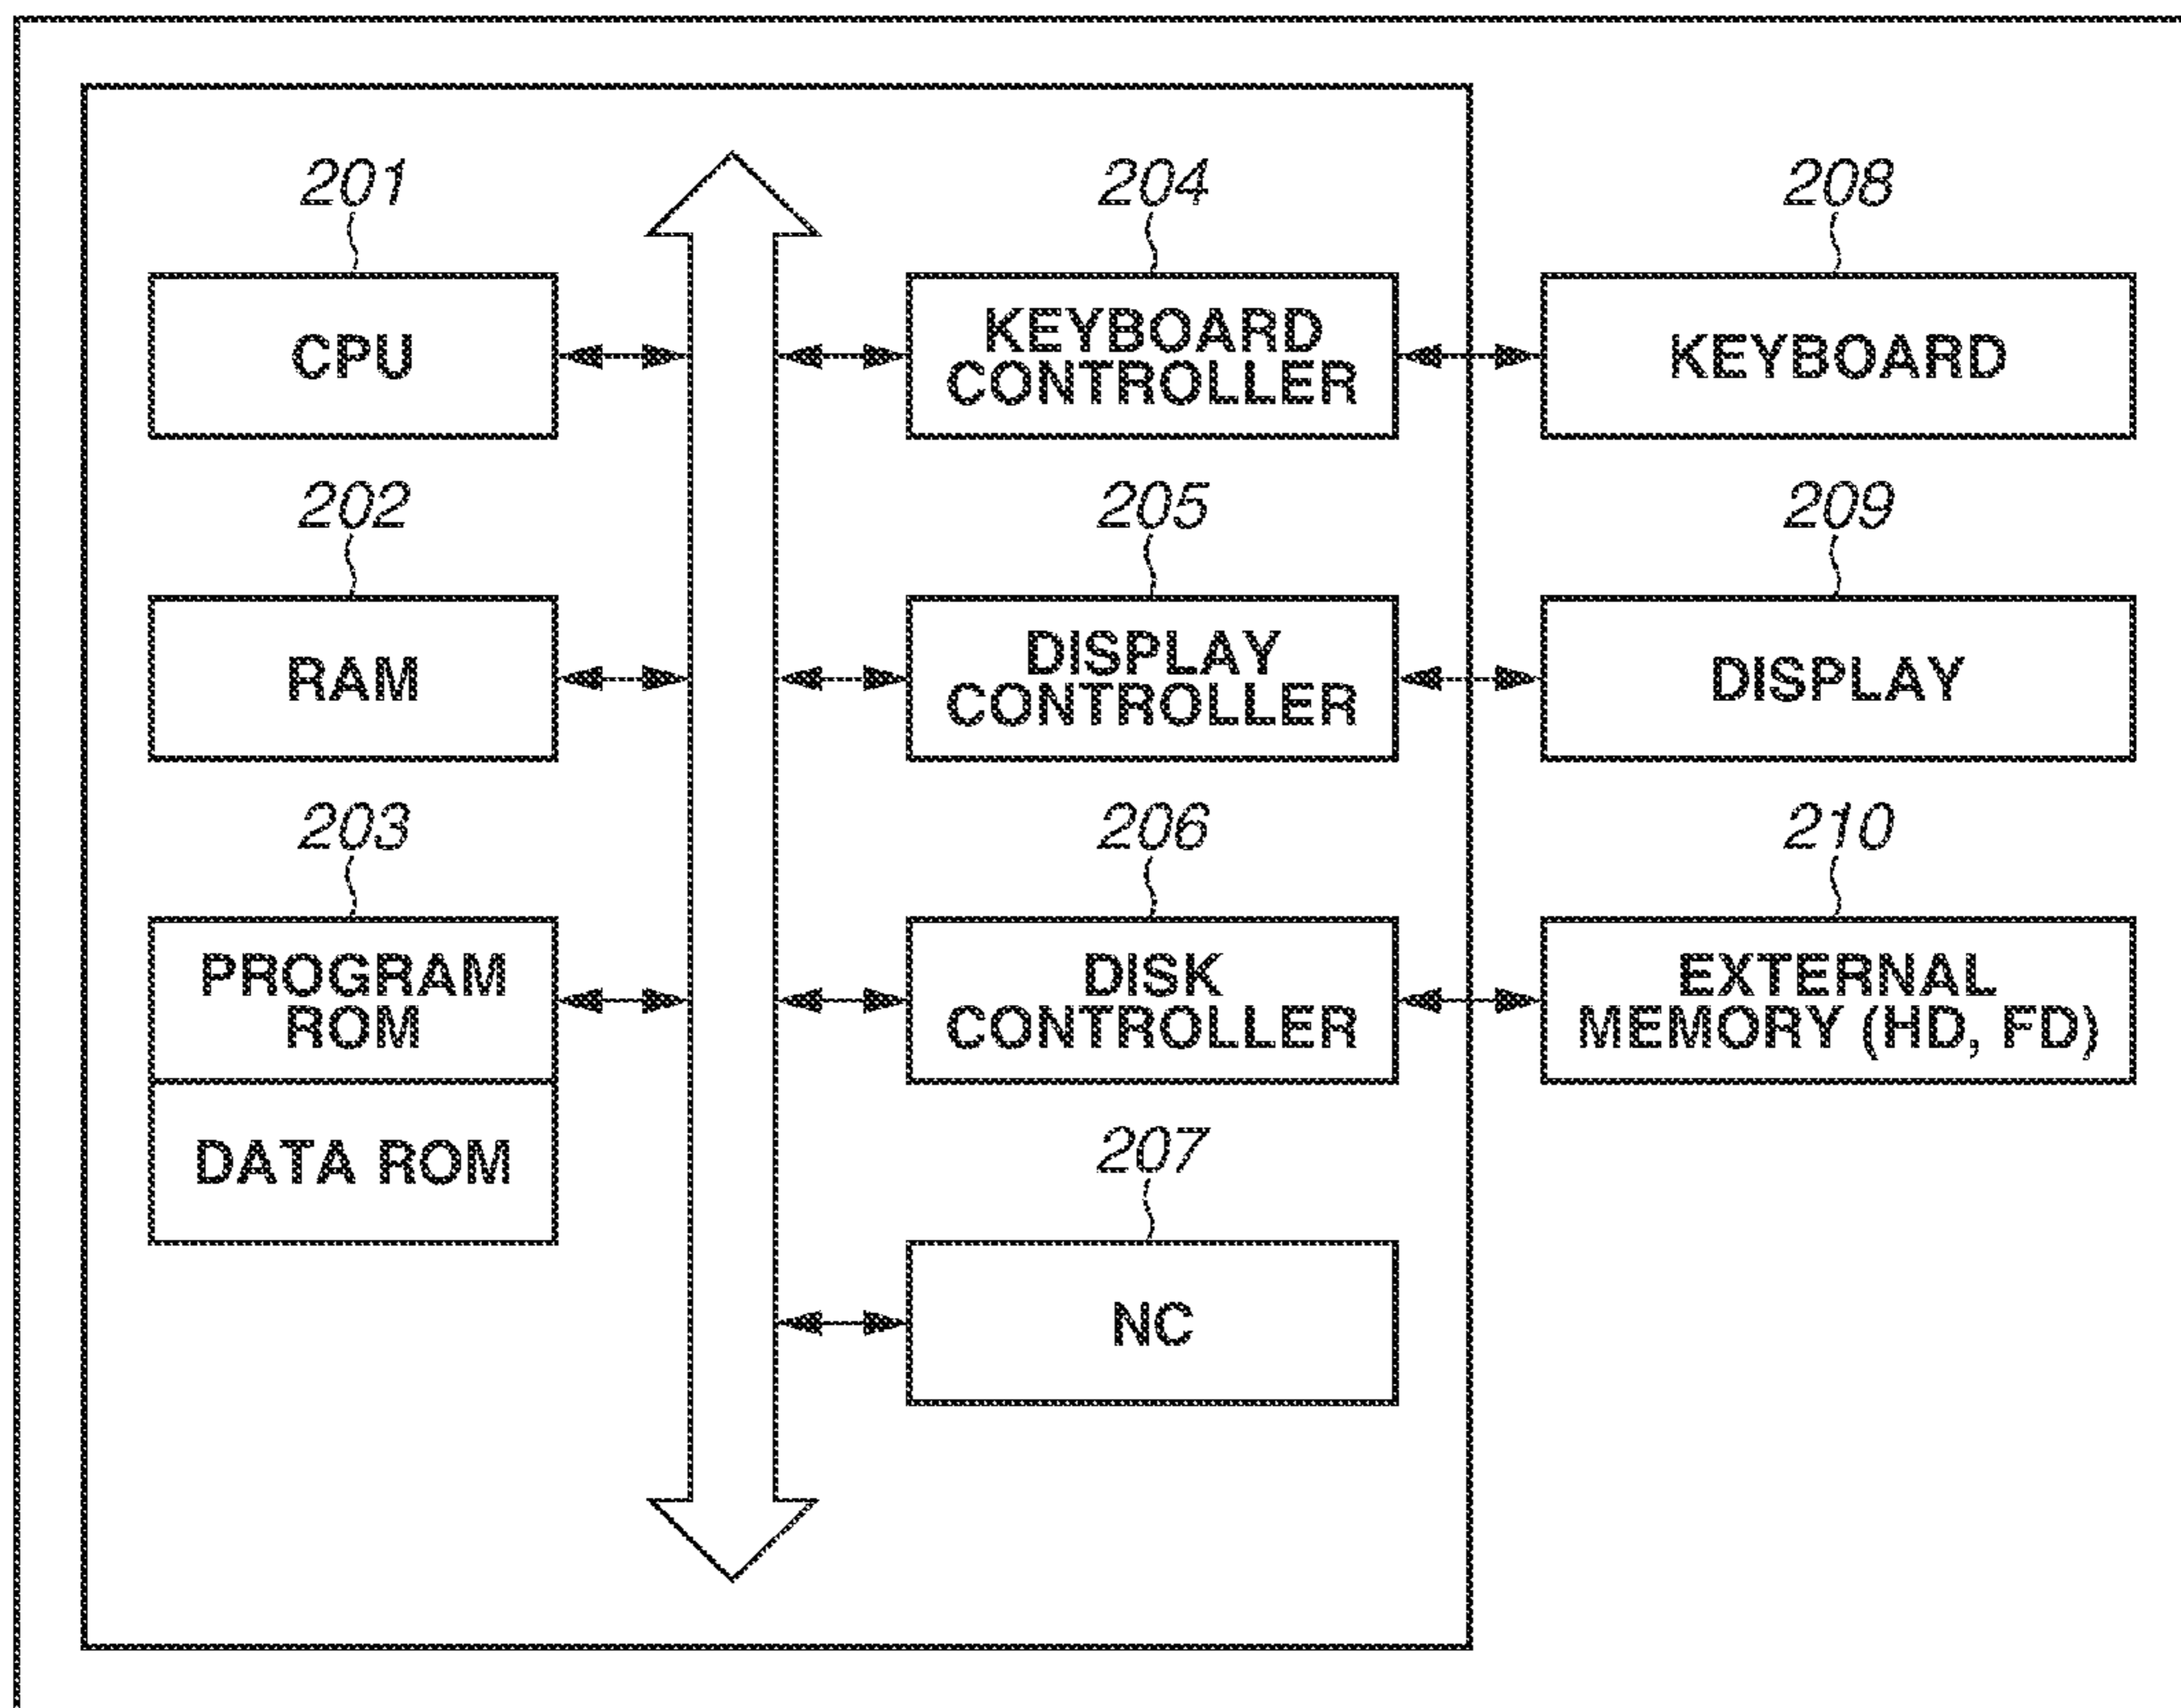 201
204
208
CPU
KEYBOARD
CONTROLLER
KEYBOARD
202
205
209
RAM
DISPLAY
CONTROLLER
DISPLAY
203
206
210
PROGRAM
ROM
DISK
CONTROLLER
EXTERNAL
MEMORY (HD, FD)
DATA ROM
207
NC